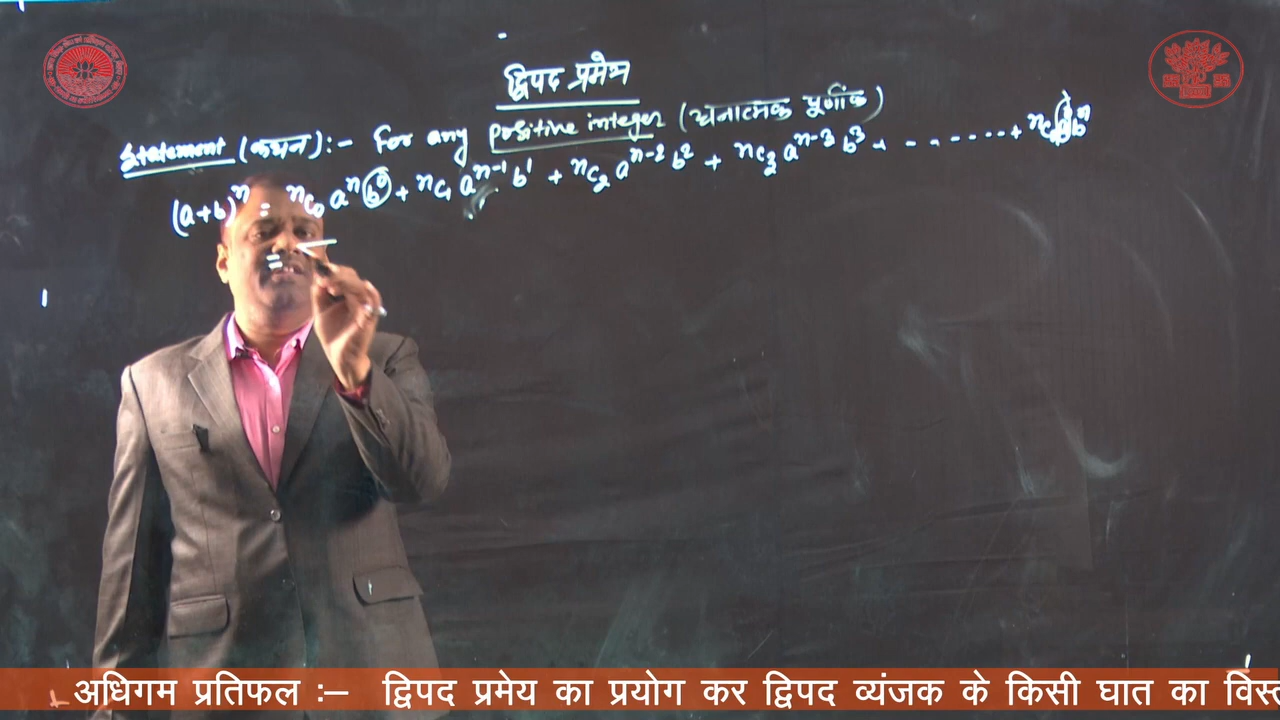 द्विपद प्रमेय
Statement (कथन) :- For any positive integer (धनात्मक पूर्णांक)
(a+b)ⁿ = ⁿC₀ aⁿ b⁰ + ⁿC₁ aⁿ⁻¹ b¹ + ⁿC₂ aⁿ⁻² b² + ⁿC₃ aⁿ⁻³ b³ + - - - - - - - + ⁿCₙ a⁰ bⁿ
=
अधिगम प्रतिफल :– द्विपद प्रमेय का प्रयोग कर द्विपद व्यंजक के किसी घात का विस्त